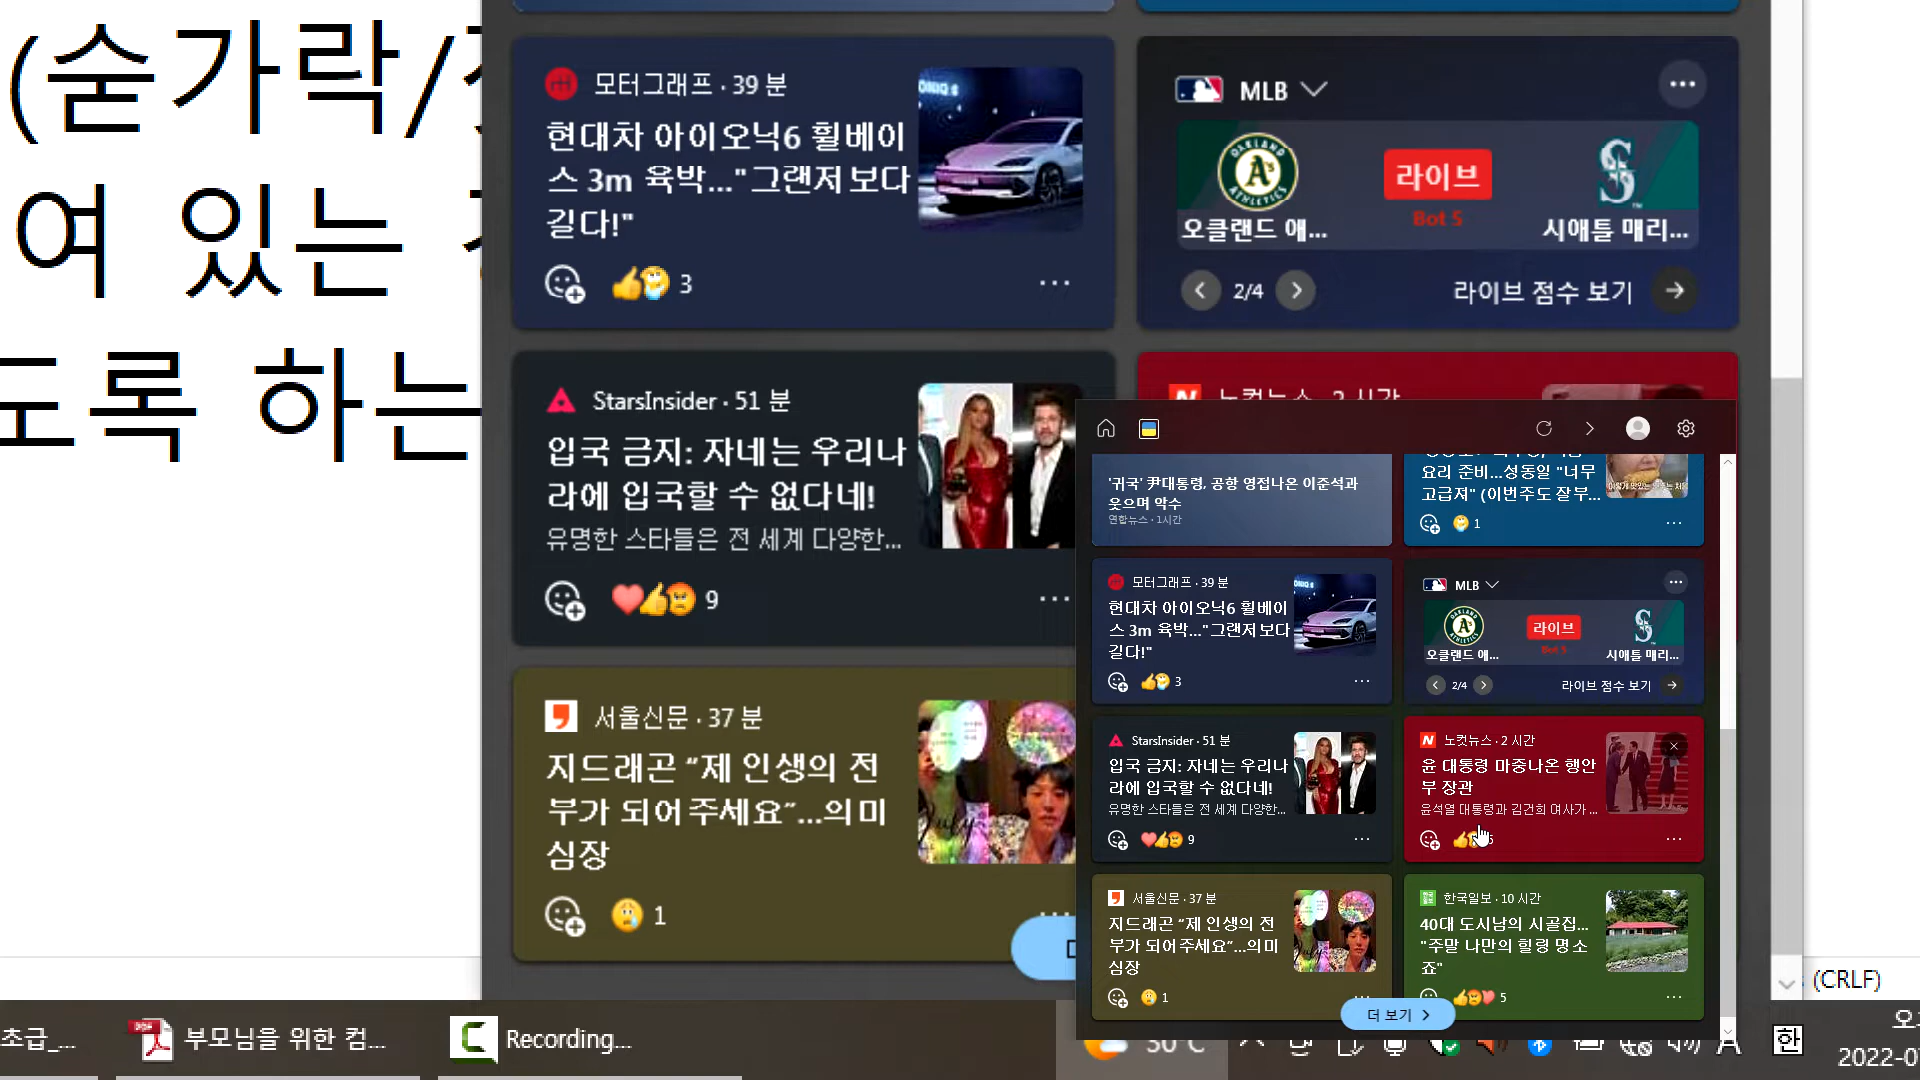 (숟가락/
여 있는
도록 하는
모터그래프 · 39 분
현대차 아이오닉6 휠베이
스 3m 육박..."그랜저보다
길다!"
3
MLB
라이브
Bot 5
오클랜드 애...
시애틀 매리...
2/4
라이브 점수 보기
StarsInsider · 51 분
입국 금지: 자네는 우리나
라에 입국할 수 없다네!
유명한 스타들은 전 세계 다양한...
9
노컷뉴스 · 2 시간
서울신문 · 37 분
지드래곤 “제 인생의 전
부가 되어주세요”...의미
심장
1
'귀국' 尹대통령, 공항 영접나온 이준석과
웃으며 악수
연합뉴스 · 1시간
요리 준비...성동일 "너무
고급져" (이번주도 잘부...
1
모터그래프 · 39 분
현대차 아이오닉6 휠베이
스 3m 육박..."그랜저보다
길다!"
3
MLB
라이브
Bot 5
오클랜드 애...
시애틀 매리...
2/4
라이브 점수 보기
StarsInsider · 51 분
입국 금지: 자네는 우리나
라에 입국할 수 없다네!
유명한 스타들은 전 세계 다양한...
9
노컷뉴스 · 2 시간
윤 대통령 마중나온 행안
부 장관
윤석열 대통령과 김건희 여사가 ...
서울신문 · 37 분
지드래곤 “제 인생의 전
부가 되어주세요”...의미
심장
1
한국일보 · 10 시간
40대 도시남의 시골집...
"주말 나만의 힐링 명소
죠"
5
더 보기
(CRLF)
초급_...
부모님을 위한 컴...
Recording...
30°C
A
한
오
2022-0